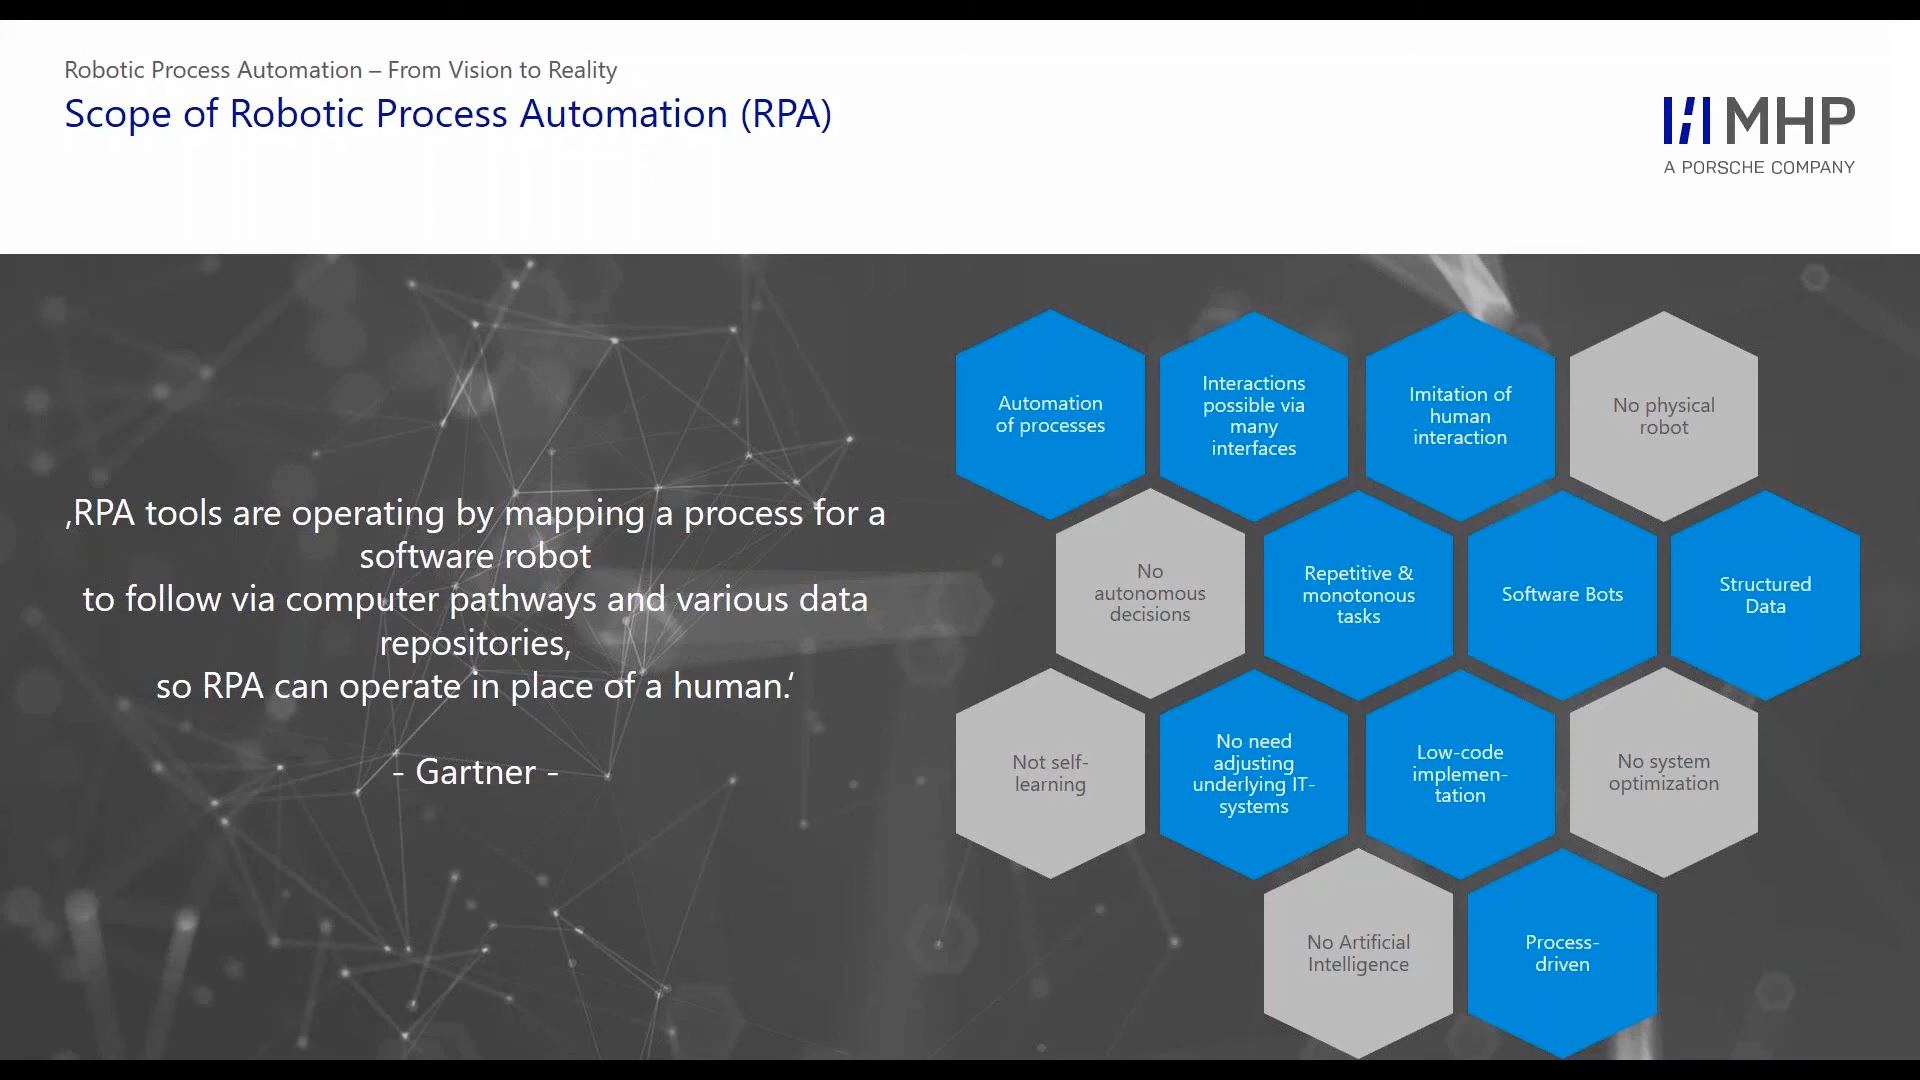 Robotic Process Automation – From Vision to Reality
Scope of Robotic Process Automation (RPA)
MHP
A PORSCHE COMPANY
‚RPA tools are operating by mapping a process for a
software robot
to follow via computer pathways and various data
repositories,
so RPA can operate in place of a human.‘
- Gartner -
Automation
of processes
Interactions
possible via
many
interfaces
Imitation of
human
interaction
No physical
robot
No
autonomous
decisions
Repetitive &
monotonous
tasks
Software Bots
Structured
Data
Not self-
learning
No need
adjusting
underlying IT-
systems
Low-code
implemen-
tation
No system
optimization
No Artificial
Intelligence
Process-
driven